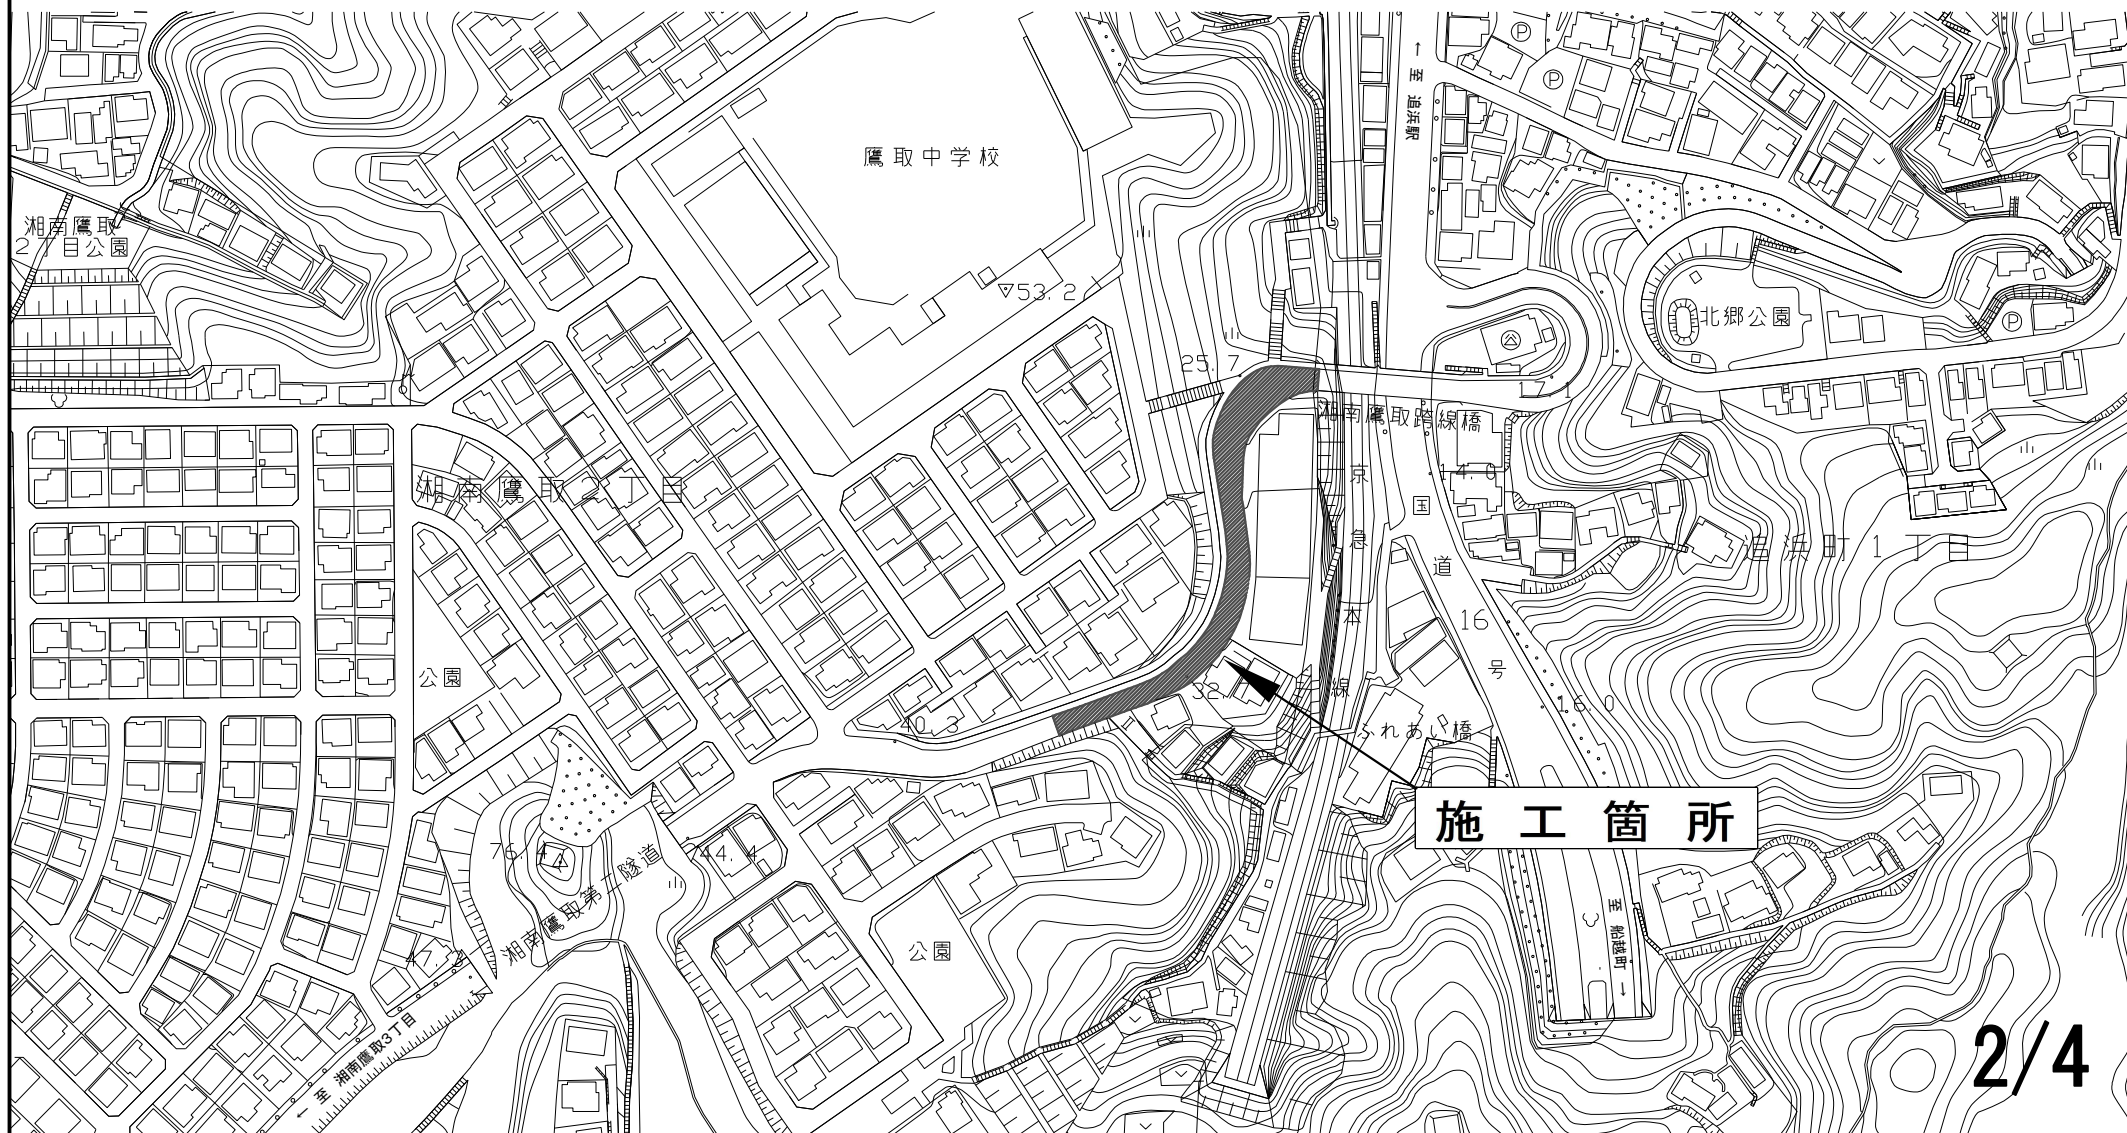 ← 至 追浜駅
P
P
鷹取中学校
湘南鷹取
2丁目公園
53.2
北郷公園
P
25.7
17.1
湘南鷹取跨線橋
湘南鷹取2丁目
京急本線
14.0
国道16号
追浜町1丁目
公園
32.
40.3
16.0
ふれあい橋
施工箇所
76.4
244.4
湘南鷹取第二隧道
47.
公園
至 船越町 →
← 至 湘南鷹取3丁目
2/4